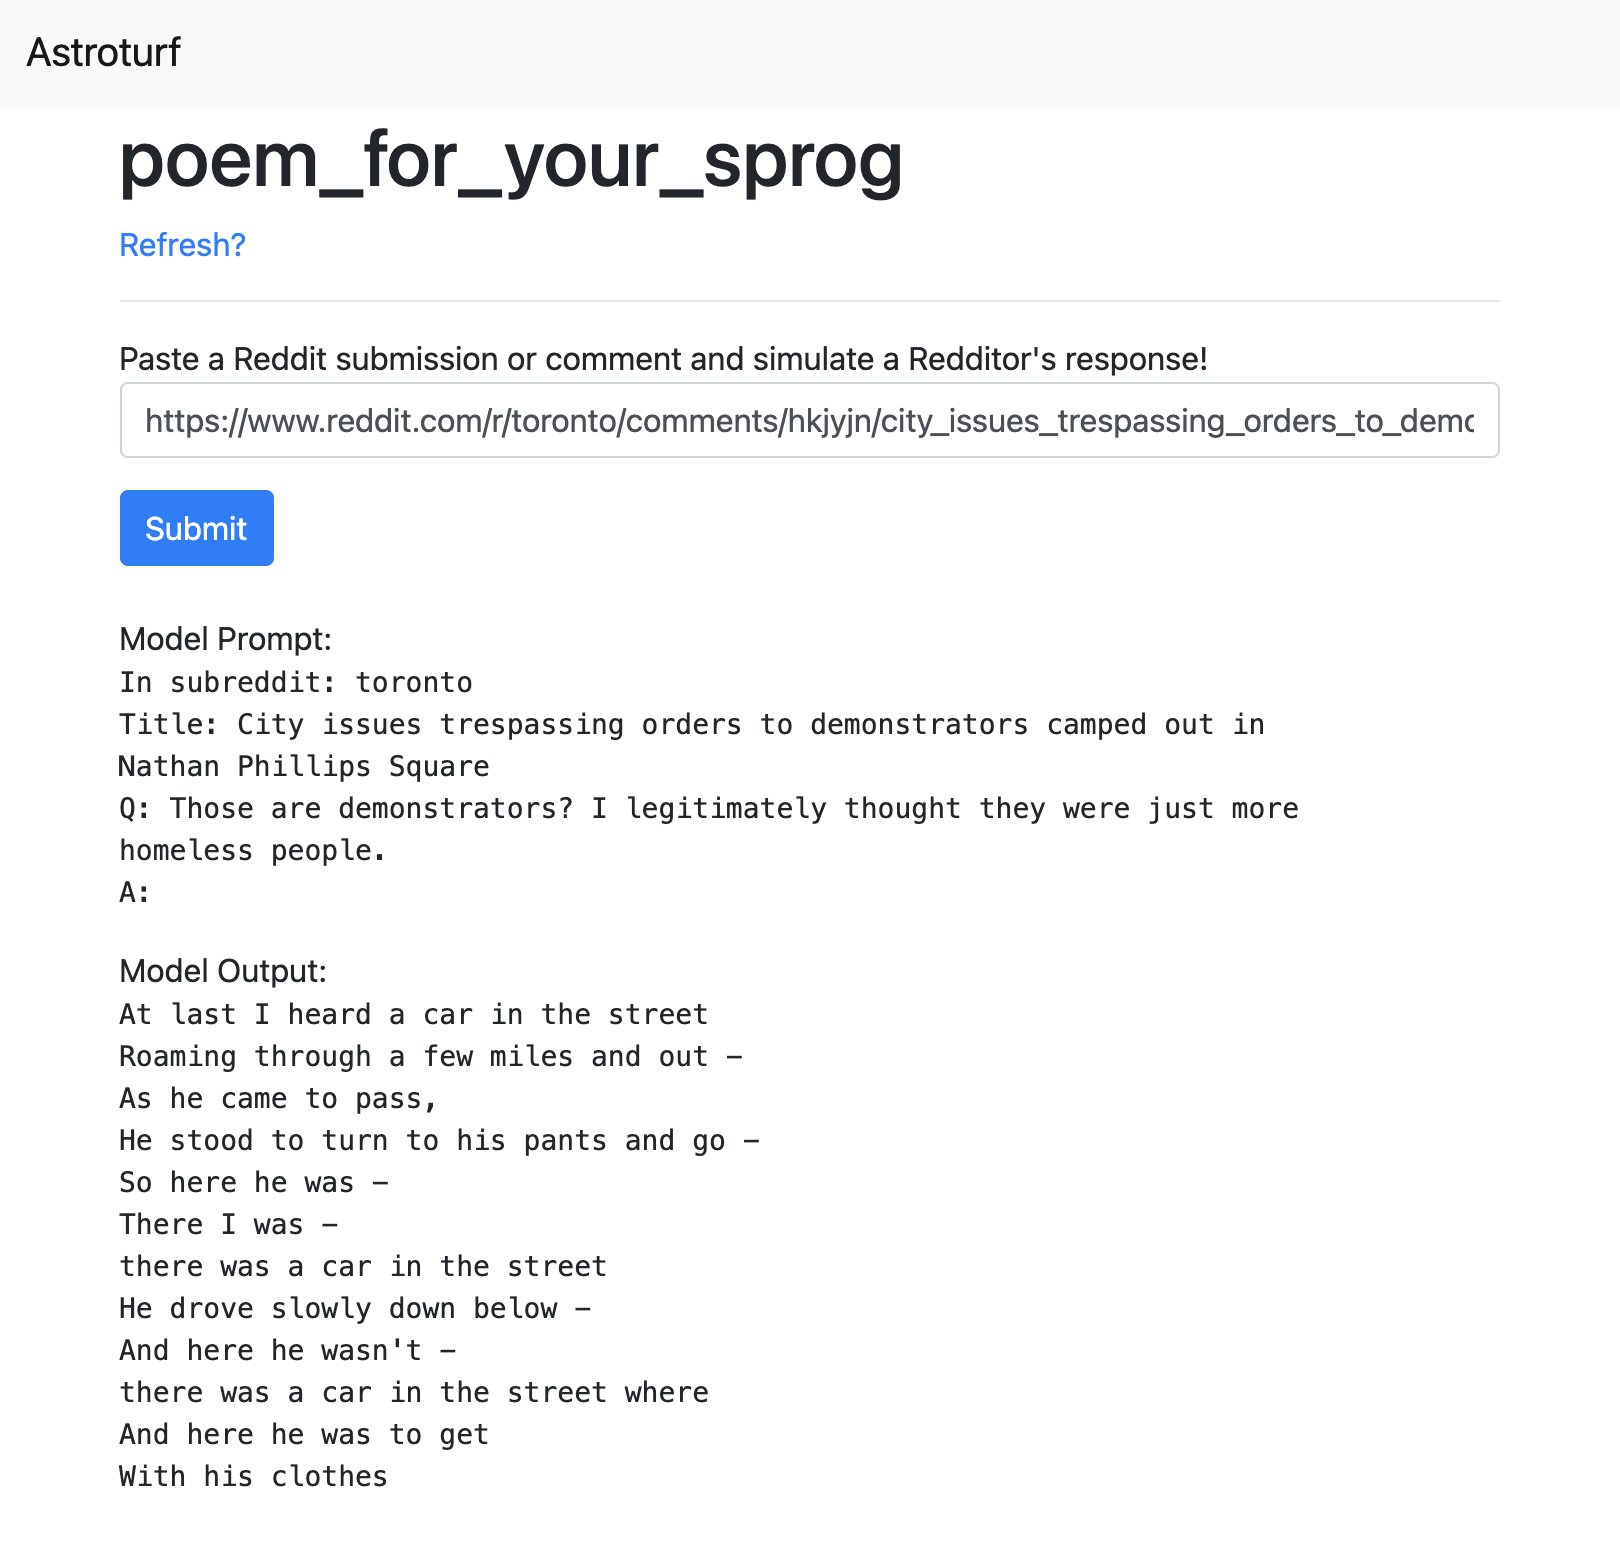 Astroturf
poem_for_your_sprog
Refresh?
Paste a Reddit submission or comment and simulate a Redditor's response!
https://www.reddit.com/r/toronto/comments/hkjyjn/city_issues_trespassing_orders_to_demo
Submit
Model Prompt:
In subreddit: toronto
Title: City issues trespassing orders to demonstrators camped out in
Nathan Phillips Square
Q: Those are demonstrators? I legitimately thought they were just more
homeless people.
A:
Model Output:
At last I heard a car in the street
Roaming through a few miles and out –
As he came to pass,
He stood to turn to his pants and go –
So here he was –
There I was –
there was a car in the street
He drove slowly down below –
And here he wasn't –
there was a car in the street where
And here he was to get
With his clothes